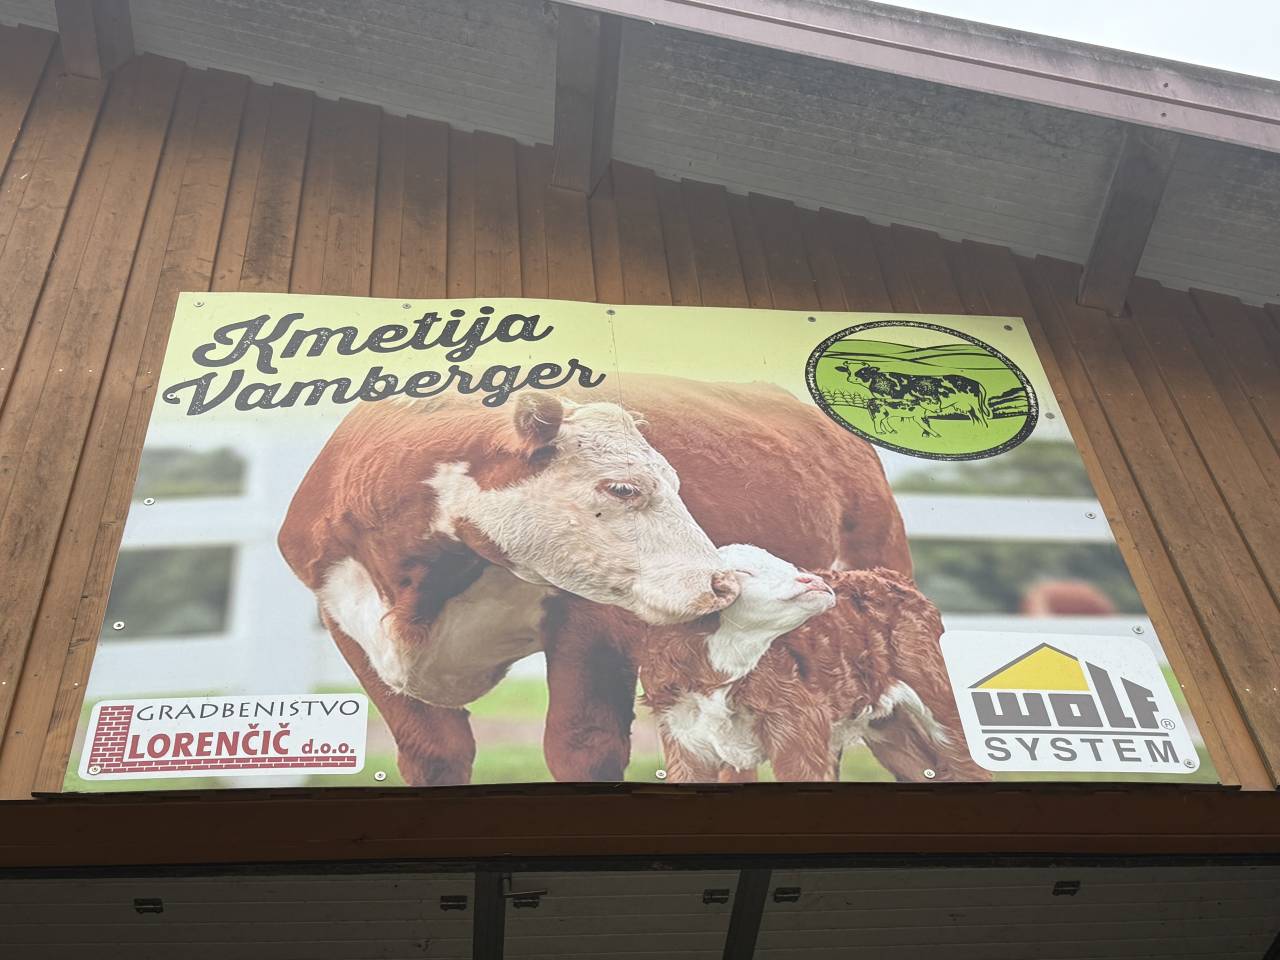 Kmetija
Vamberger
GRADBENISTVO
LORENČIČ d.o.o.
WOLF®
SYSTEM